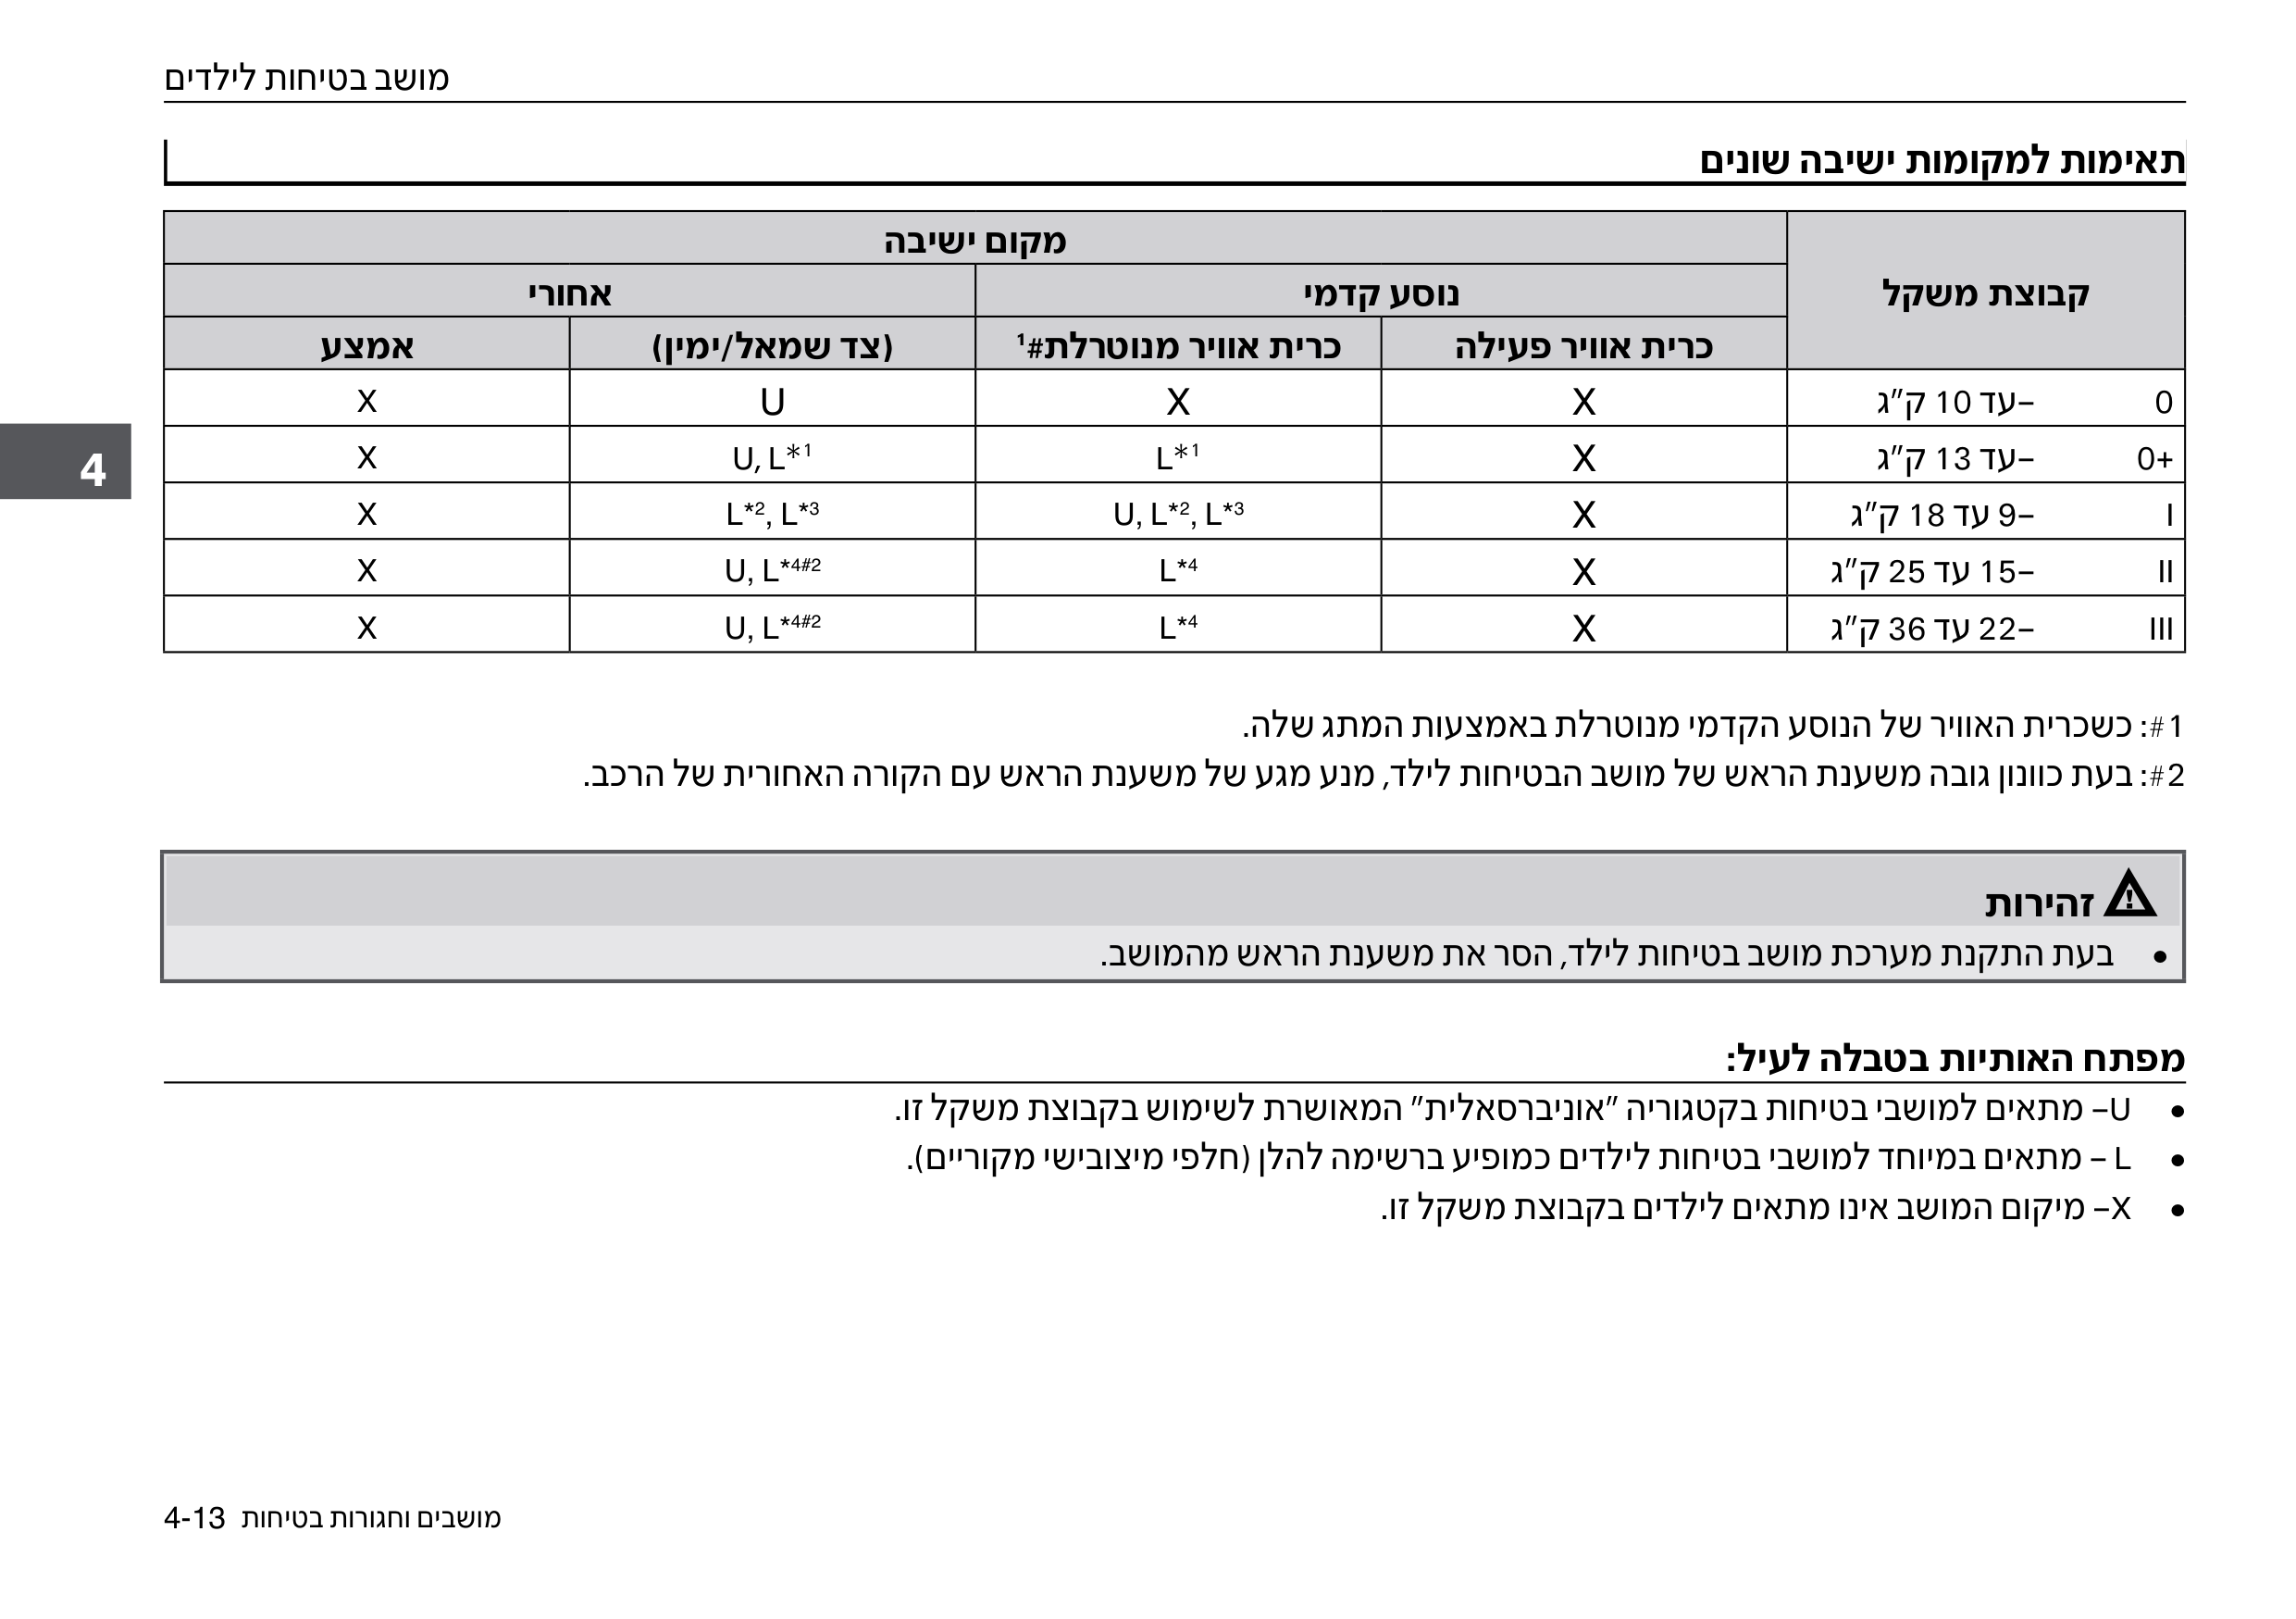 מושב בטיחות לילדים
תאימות למקומות ישיבה שונים
קבוצת משקל מקום ישיבה
נוסע קדמי אחורי
כרית אוויר פעילה כרית אוויר מנוטרלת#1 (צד שמאל/ימין) אמצע
0 –עד 10 ק"ג X X U X
0+ –עד 13 ק"ג X L*1 U, L*1 X
I –9 עד 18 ק"ג X U, L*2, L*3 L*2, L*3 X
II –15 עד 25 ק"ג X L*4 U, L*4#2 X
III –22 עד 36 ק"ג X L*4 U, L*4#2 X
4
#1: כשכרית האוויר של הנוסע הקדמי מנוטרלת באמצעות המתג שלה.
#2: בעת כוונון גובה משענת הראש של מושב הבטיחות לילד, מנע מגע של משענת הראש עם הקורה האחורית של הרכב.
זהירות
• בעת התקנת מערכת מושב בטיחות לילד, הסר את משענת הראש מהמושב.
מפתח האותיות בטבלה לעיל:
• U– מתאים למושבי בטיחות בקטגוריה "אוניברסאלית" המאושרת לשימוש בקבוצת משקל זו.
• L – מתאים במיוחד למושבי בטיחות לילדים כמופיע ברשימה להלן (חלפי מיצובישי מקוריים).
• X– מיקום המושב אינו מתאים לילדים בקבוצת משקל זו.
מושבים וחגורות בטיחות 4-13